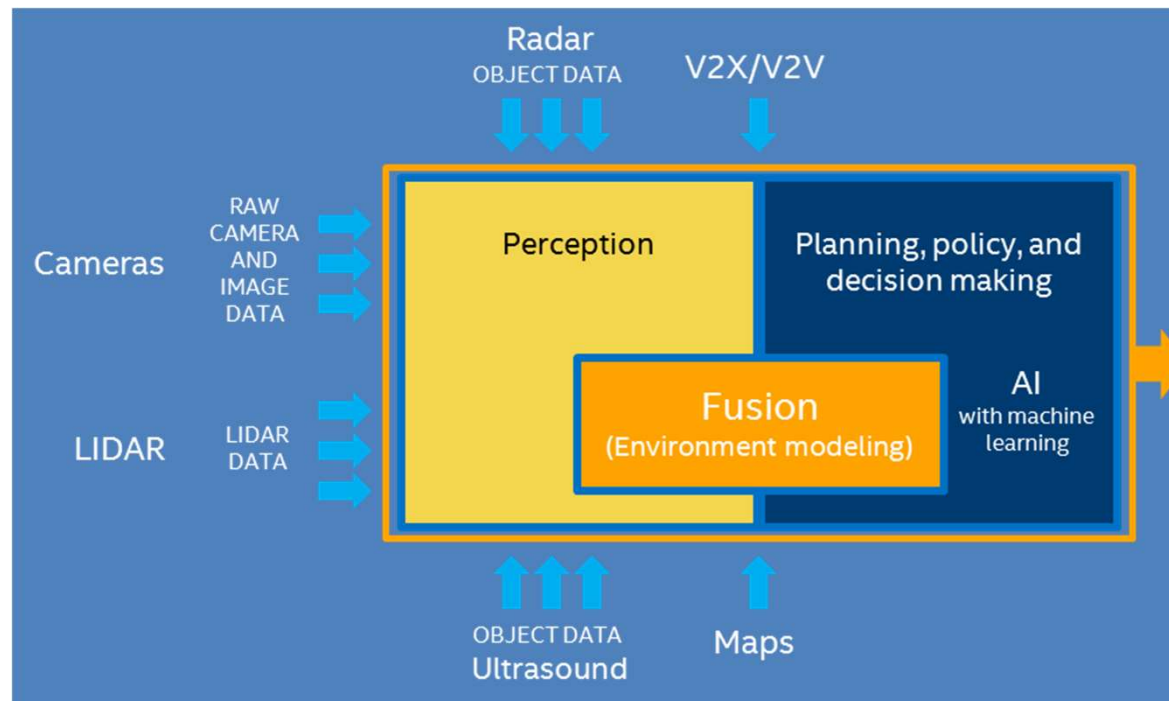 Radar
OBJECT DATA
V2X/V2V
Cameras
RAW
CAMERA
AND
IMAGE
DATA
Perception
Planning, policy, and
decision making
LIDAR
LIDAR
DATA
Fusion
(Environment modeling)
AI
with machine
learning
OBJECT DATA
Ultrasound
Maps